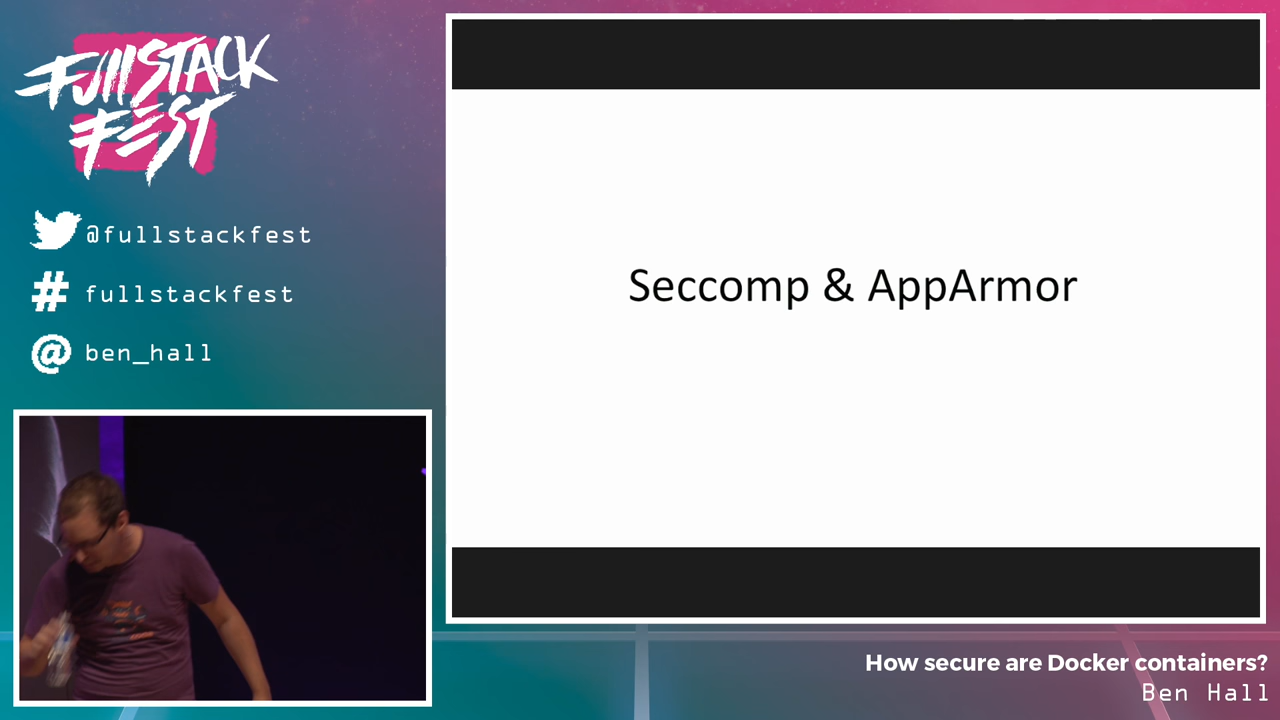 FullSTACK
FEST
@fullstackfest
# fullstackfest
@ ben_hall
Seccomp & AppArmor
How secure are Docker containers?
Ben Hall